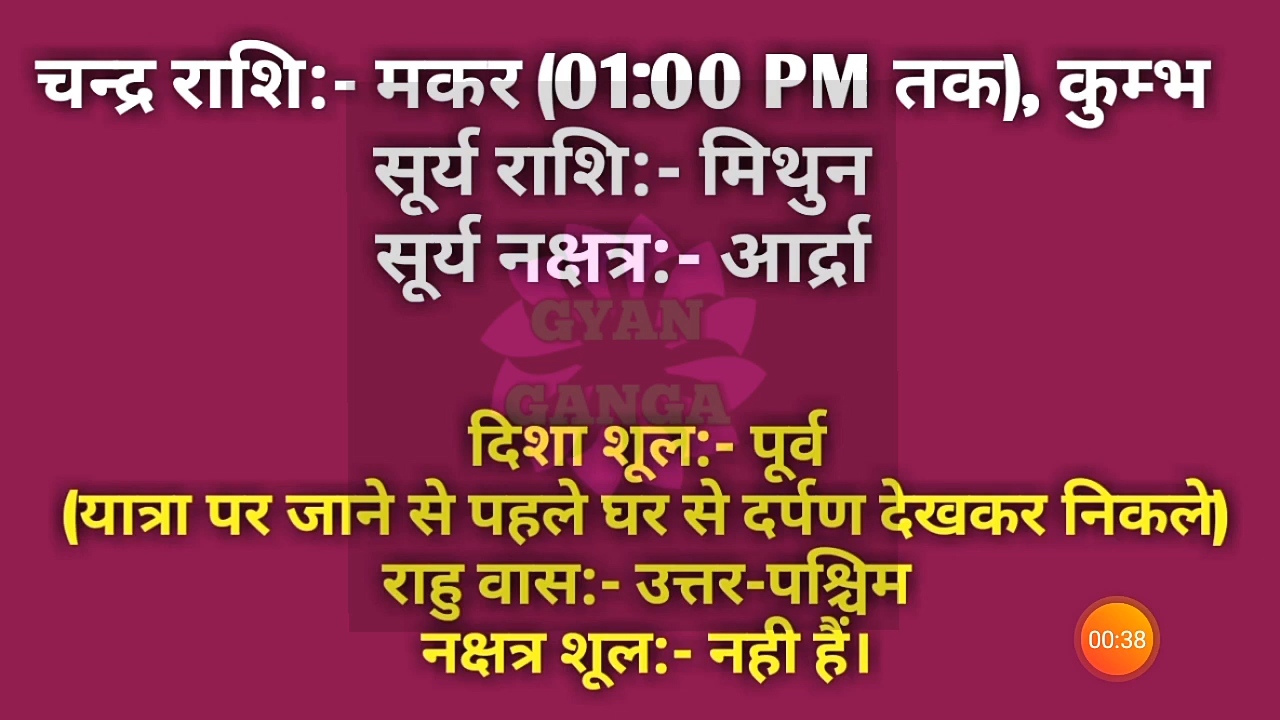 चन्द्र राशि:- मकर (01:00 PM तक), कुम्भ
सूर्य राशि:- मिथुन
सूर्य नक्षत्र:- आर्द्रा
GYAN
GANGA
दिशा शूल:- पूर्व
(यात्रा पर जाने से पहले घर से दर्पण देखकर निकले)
राहु वास:- उत्तर-पश्चिम
नक्षत्र शूल:- नही हैं।
00:38